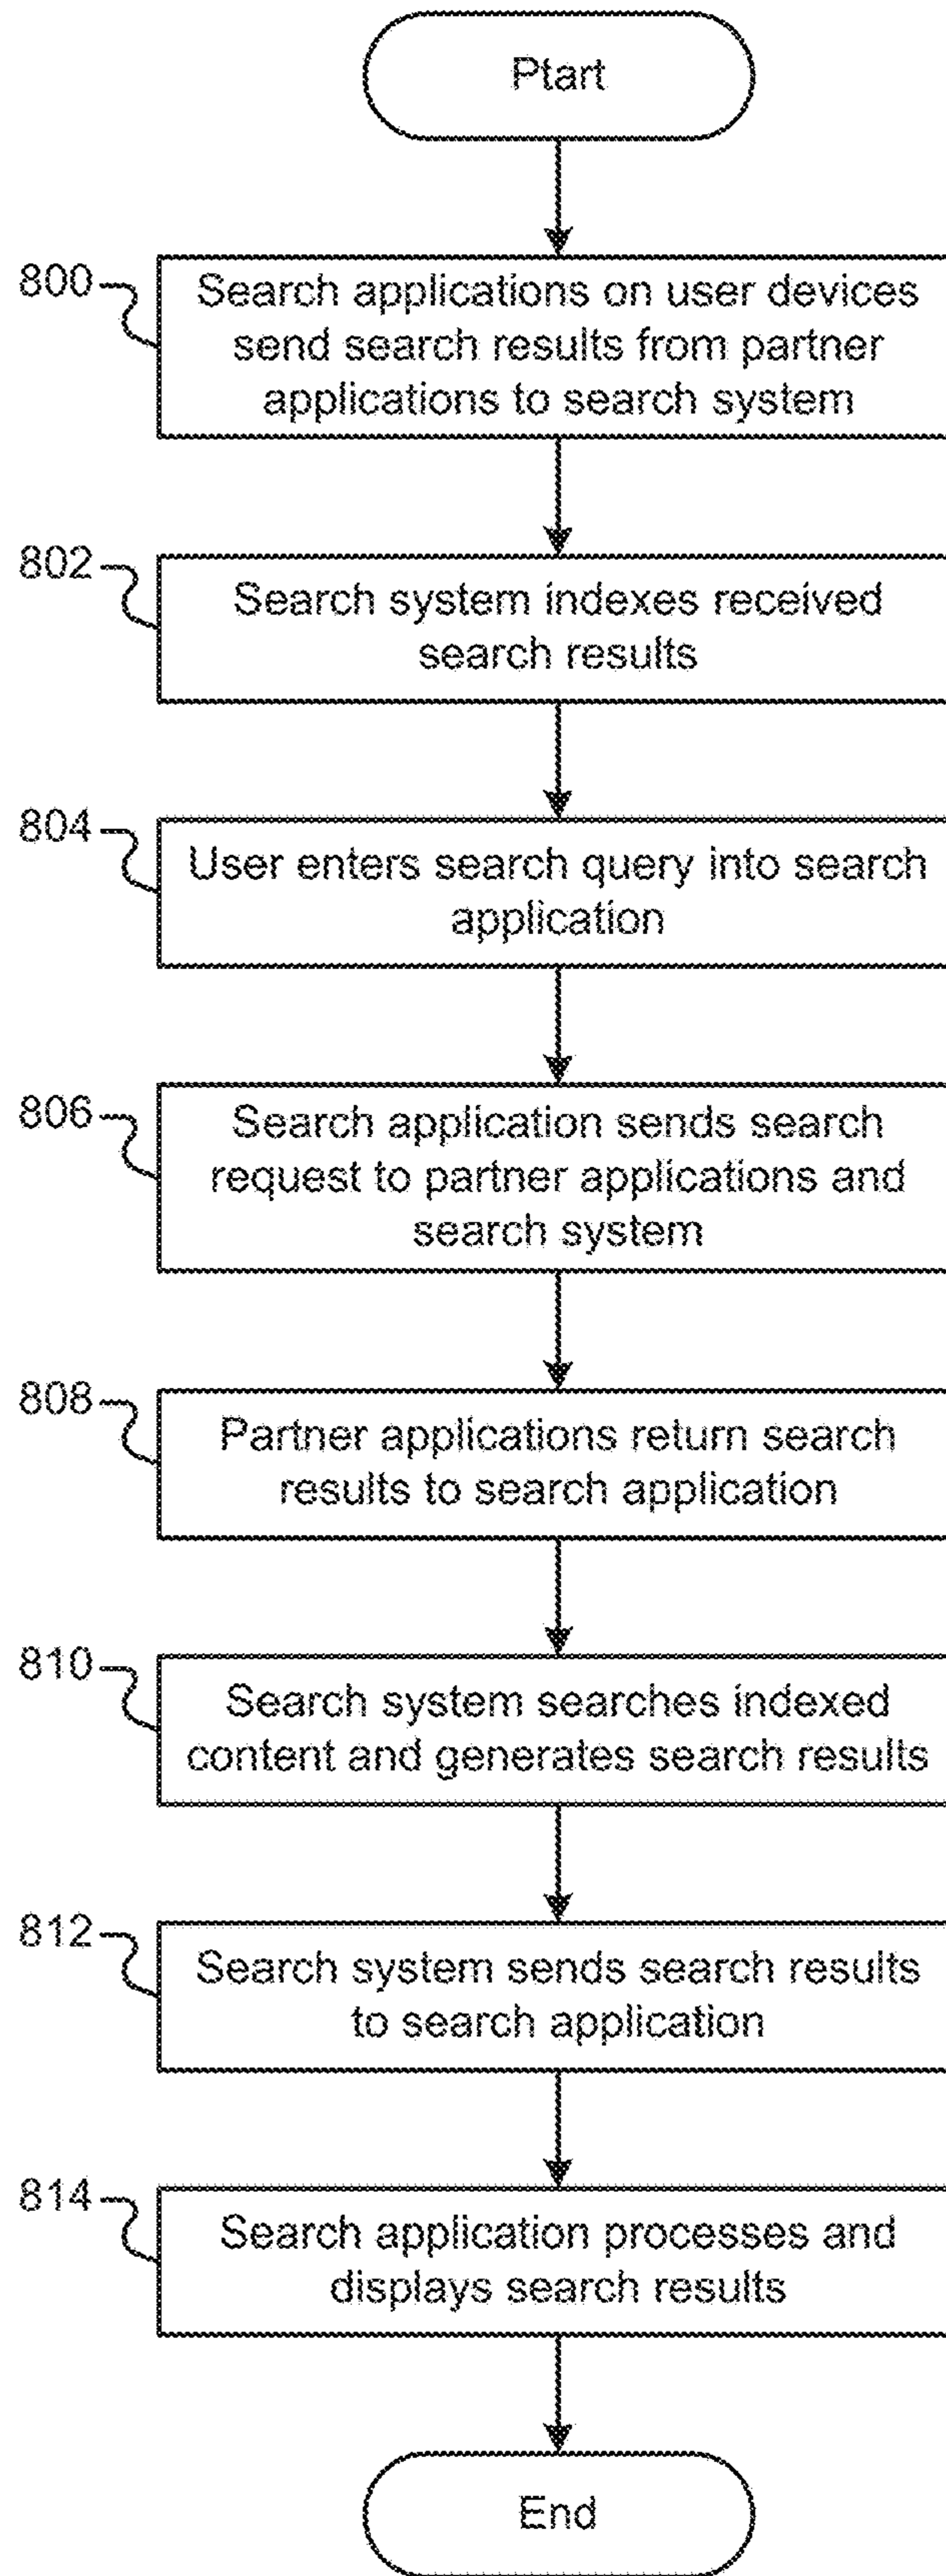 Ptart
800
Search applications on user devices
send search results from partner
applications to search system
802
Search system indexes received
search results
804
User enters search query into search
application
806
Search application sends search
request to partner applications and
search system
808
Partner applications return search
results to search application
810
Search system searches indexed
content and generates search results
812
Search system sends search results
to search application
814
Search application processes and
displays search results
End